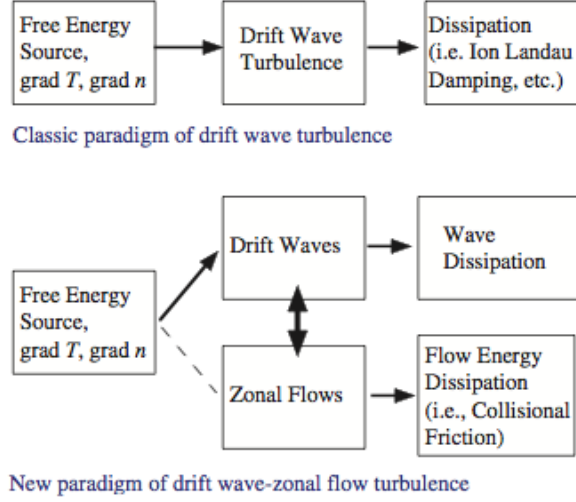 Free Energy
Source,
grad T, grad n
Drift Wave
Turbulence
Dissipation
(i.e. Ion Landau
Damping, etc.)
Classic paradigm of drift wave turbulence
Free Energy
Source,
grad T, grad n
Drift Waves
Wave
Dissipation
Zonal Flows
Flow Energy
Dissipation
(i.e., Collisional
Friction)
New paradigm of drift wave-zonal flow turbulence